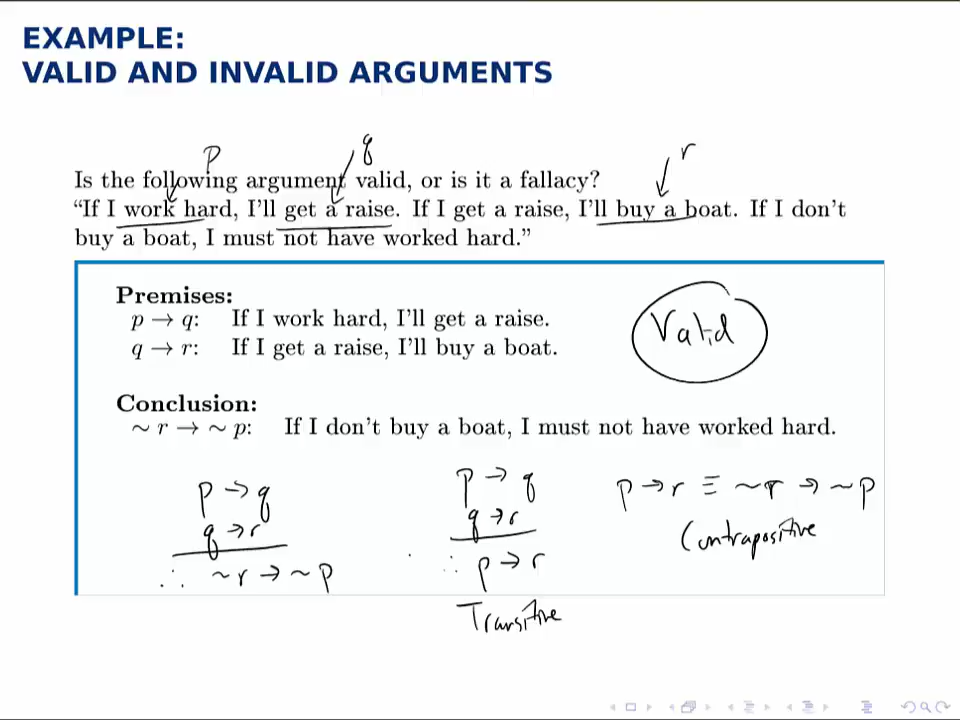 EXAMPLE:
VALID AND INVALID ARGUMENTS
p q r
Is the following argument valid, or is it a fallacy?
“If I work hard, I’ll get a raise. If I get a raise, I’ll buy a boat. If I don’t
buy a boat, I must not have worked hard.”
Premises:
p → q: If I work hard, I’ll get a raise.
q → r: If I get a raise, I’ll buy a boat.
Valid
Conclusion:
∼ r → ∼ p: If I don’t buy a boat, I must not have worked hard.
p → q
q → r
∴ ~r → ~p
p → q
q → r
∴ p → r
Transitive
p → r ≡ ~r → ~p
Contrapositive